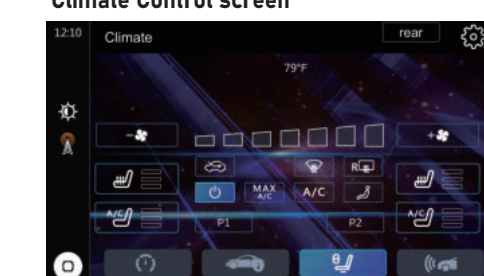 Climate Control Screen
12:10 Climate rear
79°F
R
MAX A/C A/C
A/C P1 P2 A/C